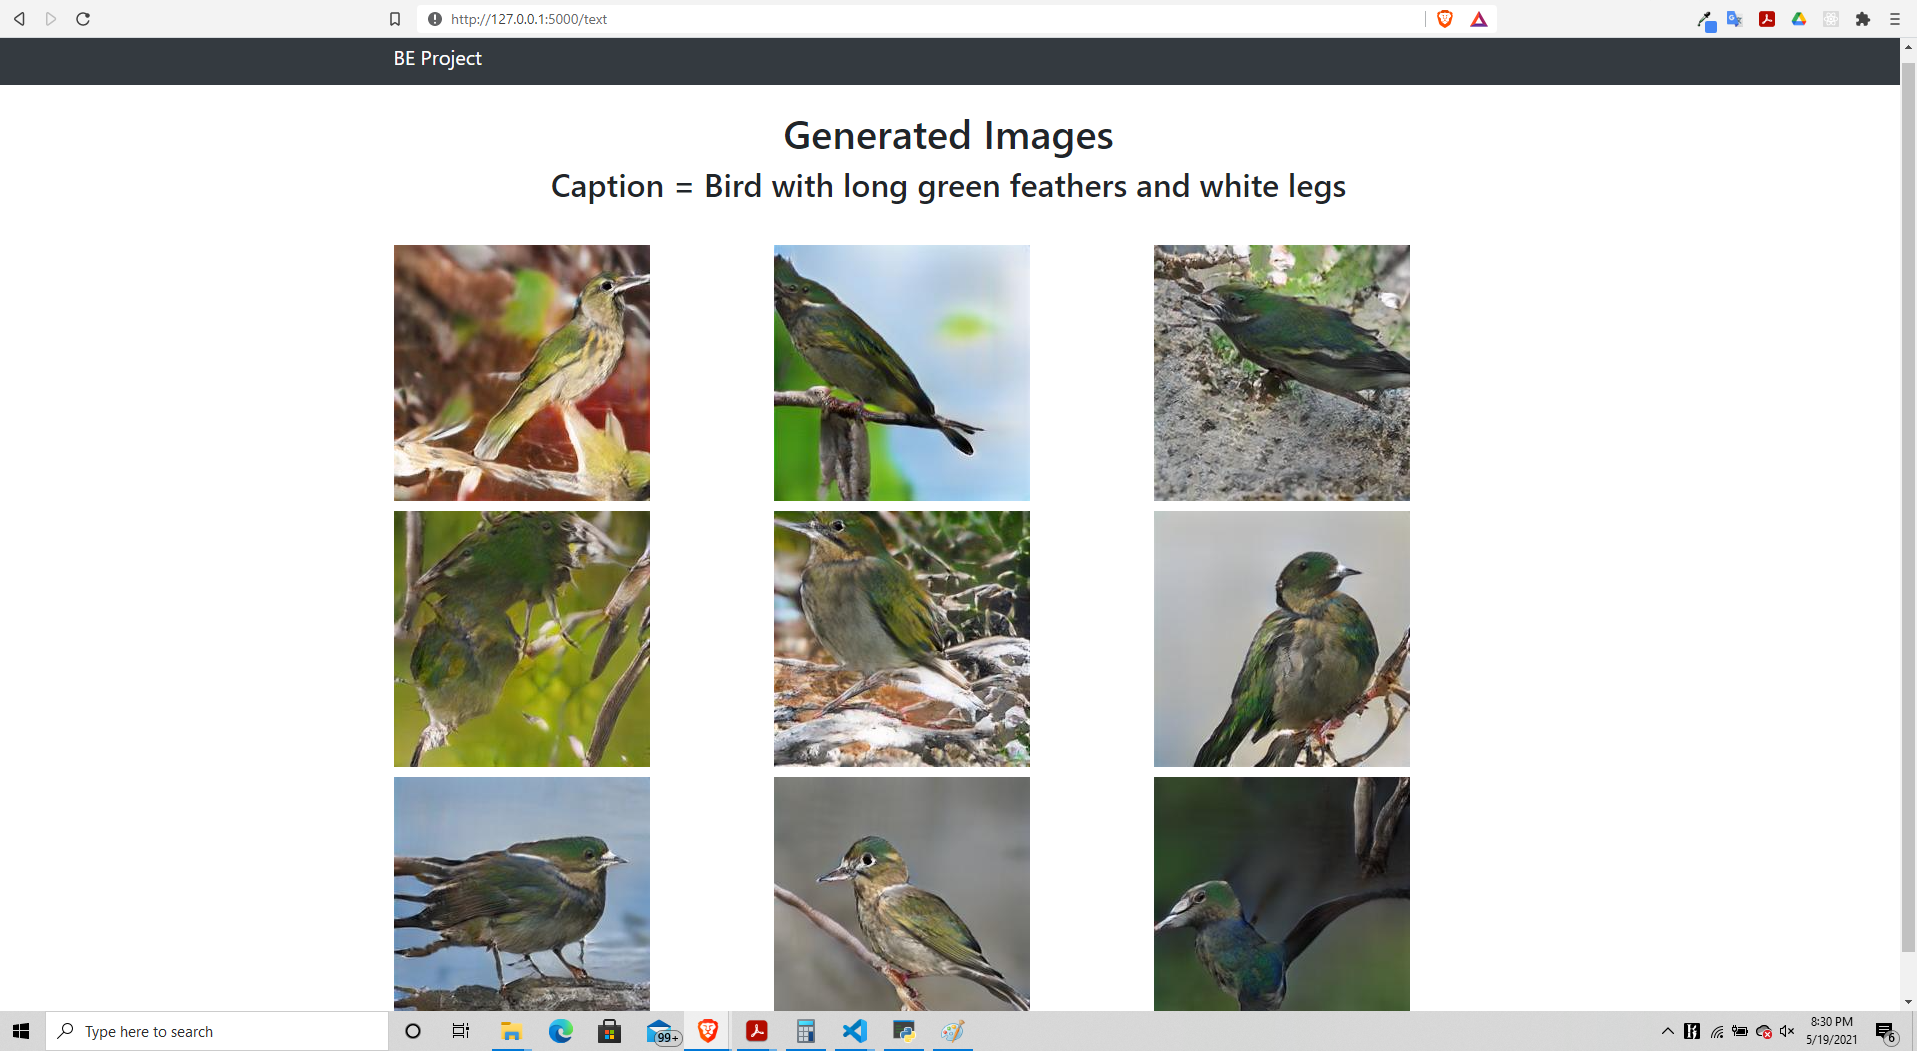 http://127.0.0.1:5000/text
BE Project
Generated Images
Caption = Bird with long green feathers and white legs
Type here to search
99+
8:30 PM
5/19/2021
6